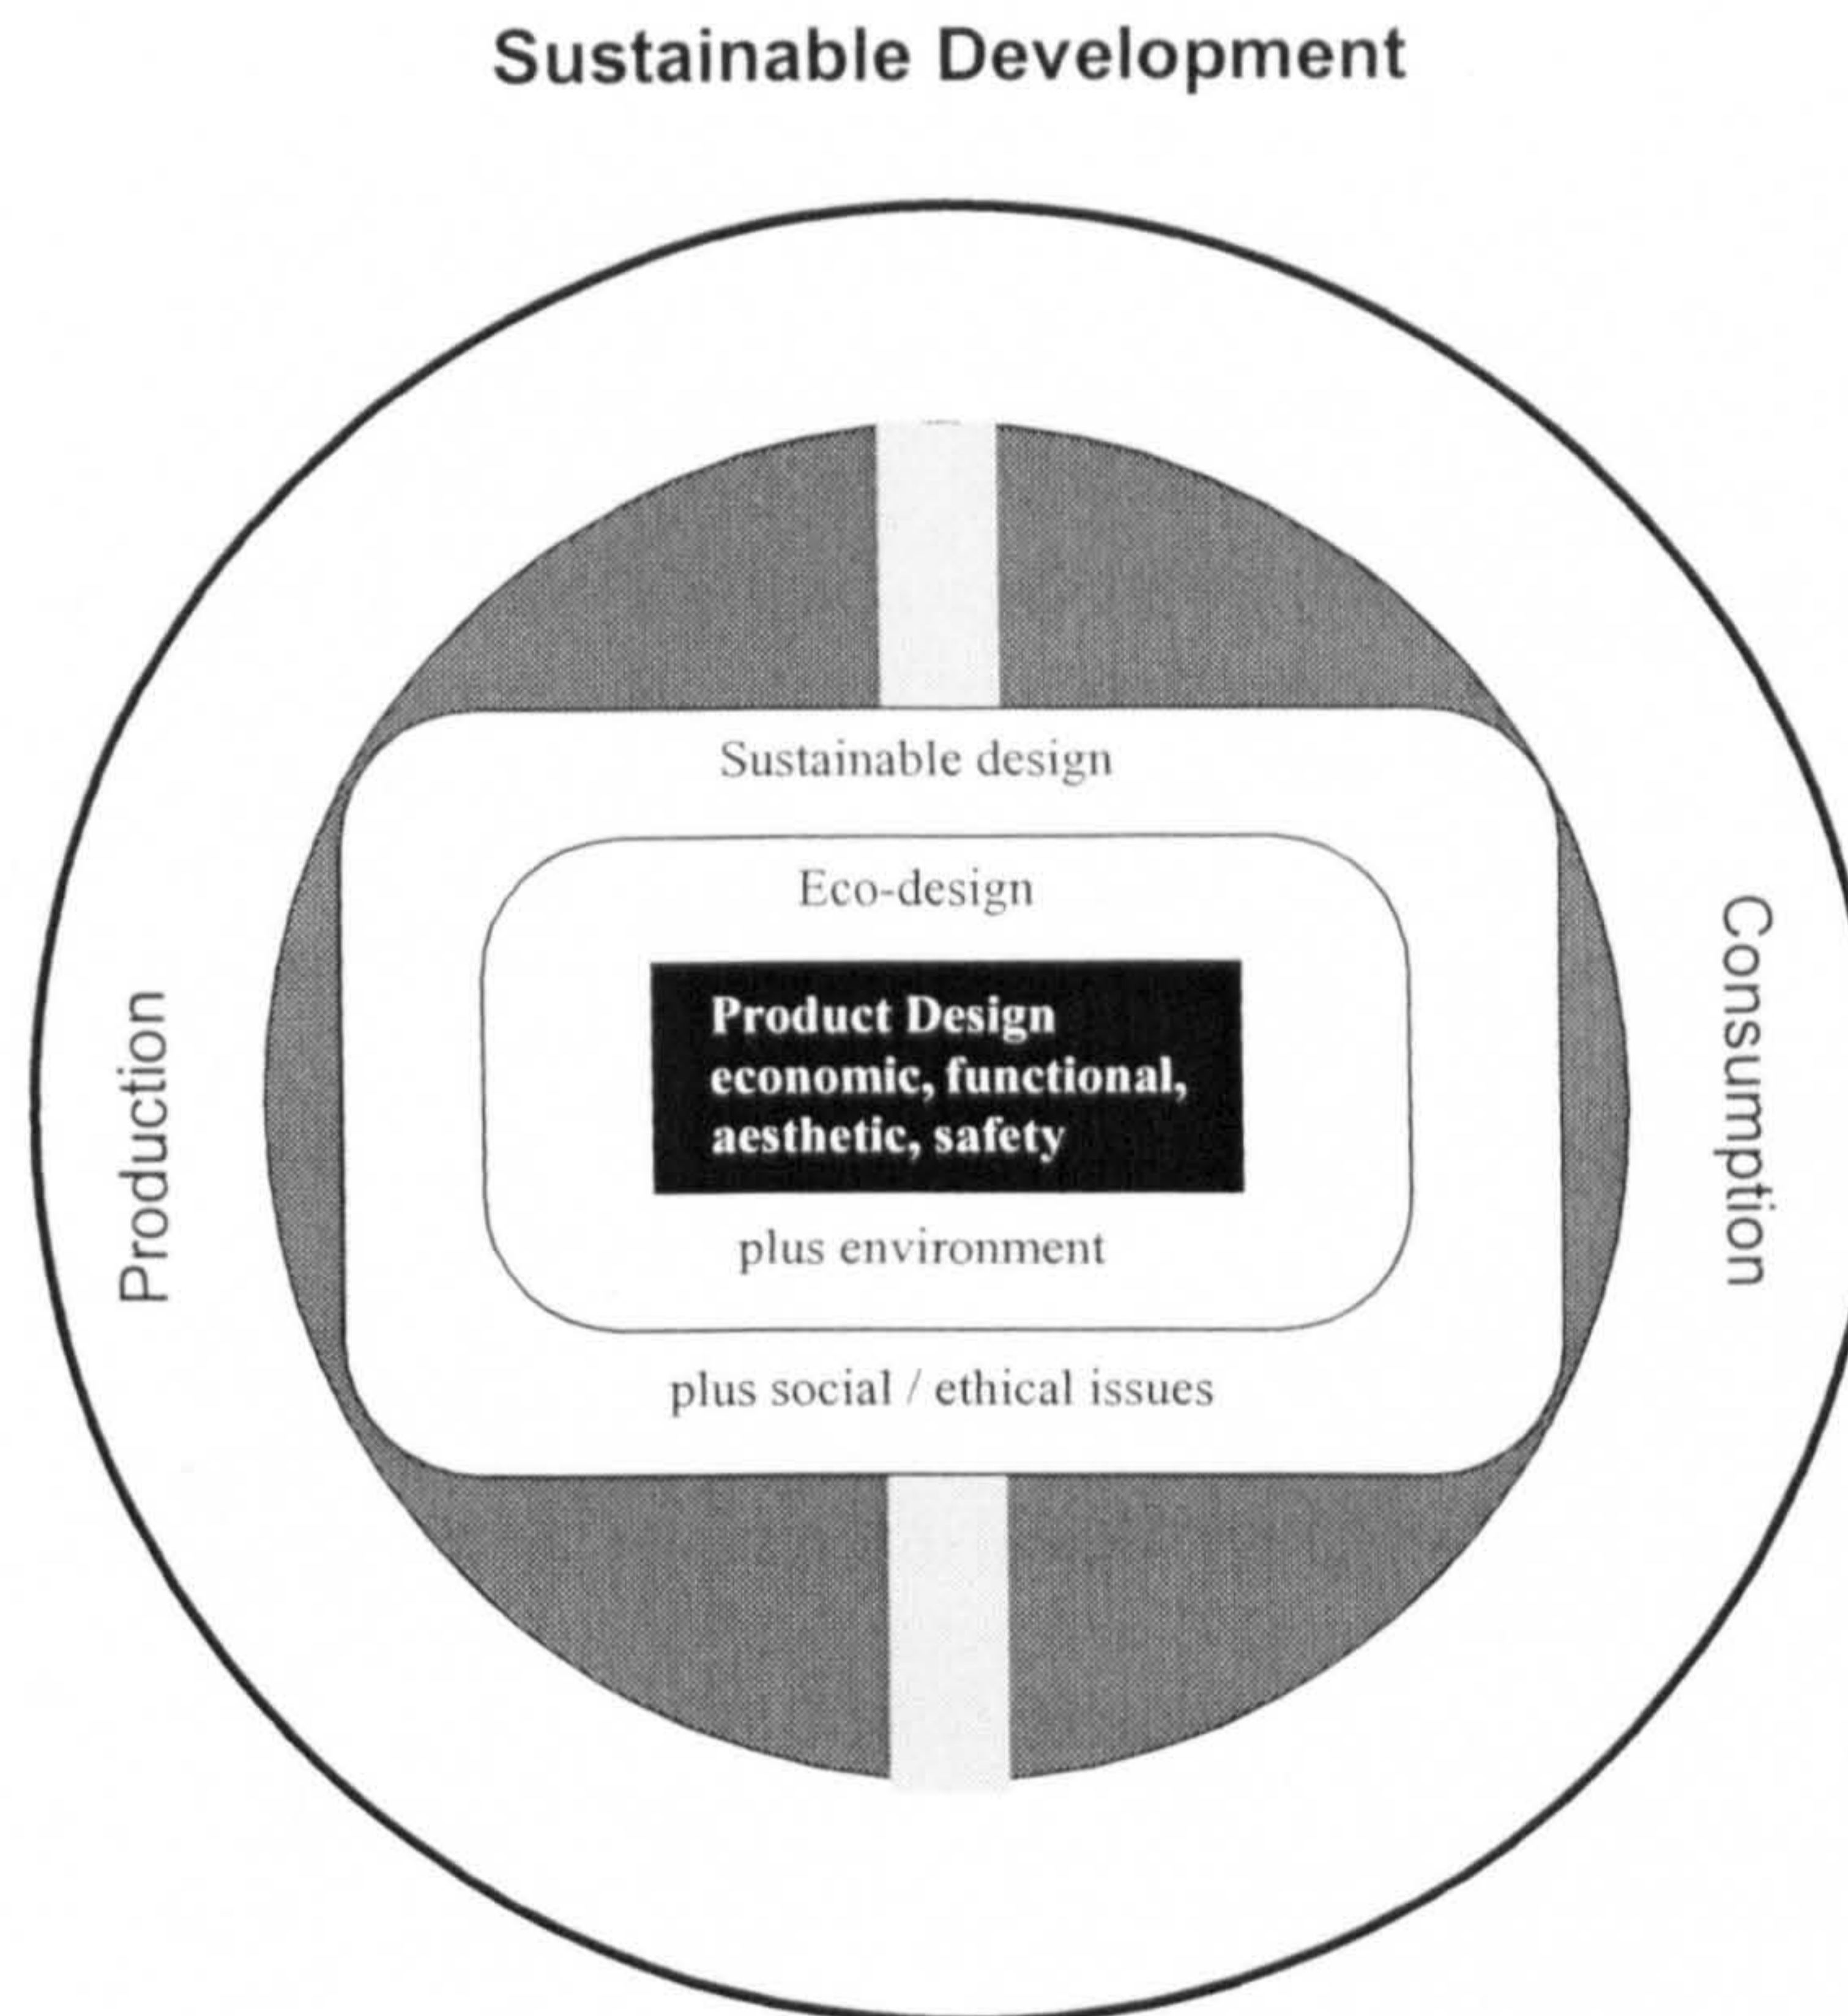 Sustainable Development
Sustainable design
Eco-design
Product Design
economic, functional,
aesthetic, safety
plus environment
plus social / ethical issues
Production
Consumption